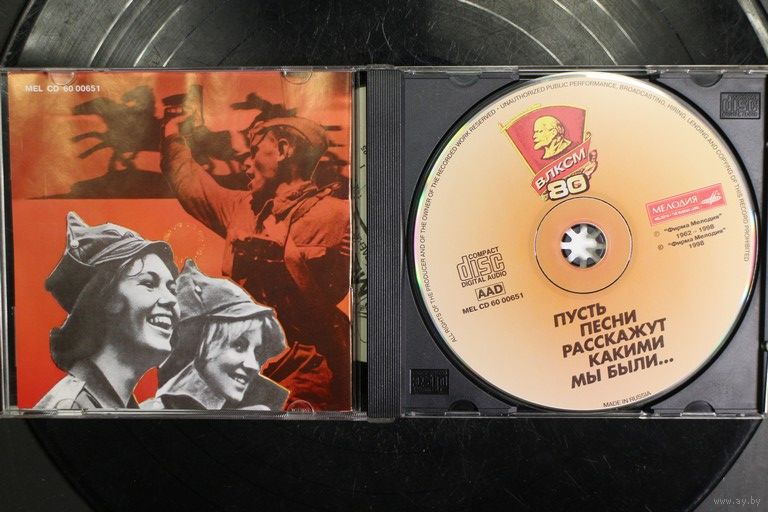 MEL CD 60 00651
ALL RIGHTS OF THE PRODUCER AND OF THE OWNER OF THE RECORDED WORK RESERVED - UNAUTHORIZED PUBLIC PERFORMANCE, BROADCASTING, HIRING, LENDING AND COPYING OF THIS RECORD PROHIBITED
ВЛКСМ
80
МЕЛОДИЯ
℗ "Фирма Мелодия"
1962 - 1998
© "Фирма Мелодия"
1998
COMPACT
disc
DIGITAL AUDIO
AAD
MEL CD 60 00651
ПУСТЬ
ПЕСНИ
РАССКАЖУТ
КАКИМИ
МЫ БЫЛИ...
MADE IN RUSSIA
disc
disc
www.ay.by